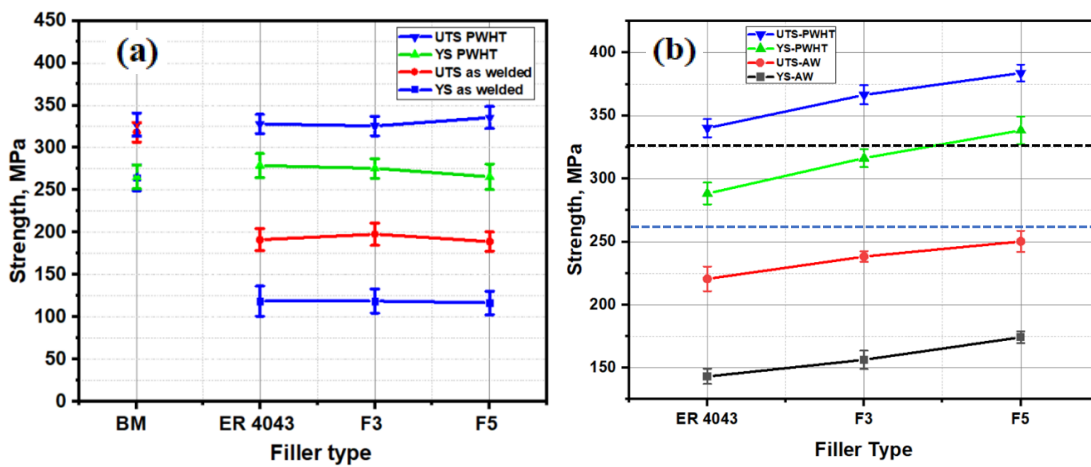 (a)
UTS PWHT
YS PWHT
UTS as welded
YS as welded
450
400
350
300
250
200
150
100
50
0
Strength, MPa
BM
ER 4043
F3
F5
Filler type
(b)
UTS-PWHT
YS-PWHT
UTS-AW
YS-AW
400
350
300
250
200
150
Strength, MPa
ER 4043
F3
F5
Filler Type